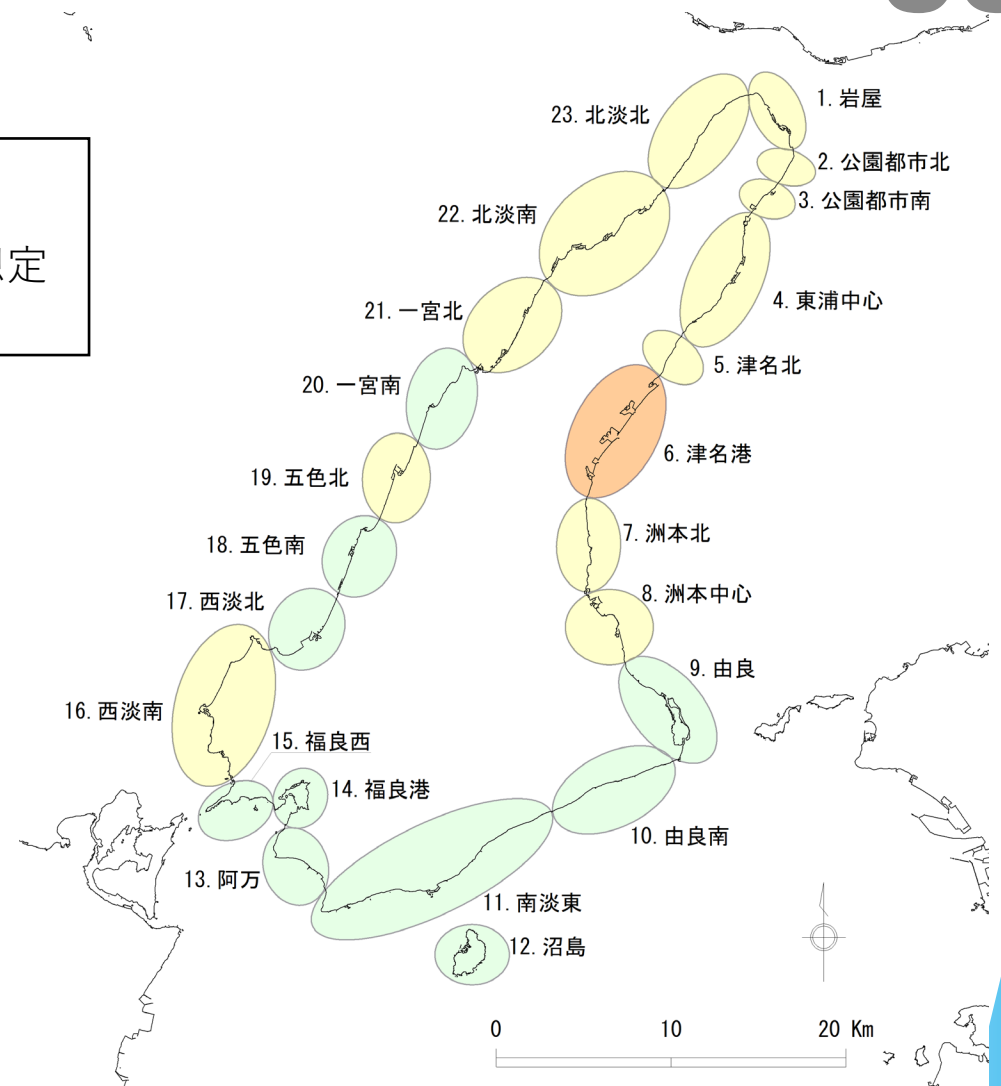 1. 岩屋
23. 北淡北
2. 公園都市北
3. 公園都市南
22. 北淡南
想定
4. 東浦中心
21. 一宮北
5. 津名北
20. 一宮南
6. 津名港
19. 五色北
7. 洲本北
18. 五色南
8. 洲本中心
17. 西淡北
9. 由良
16. 西淡南
15. 福良西
14. 福良港
10. 由良南
13. 阿万
11. 南淡東
12. 沼島
0 10 20 Km